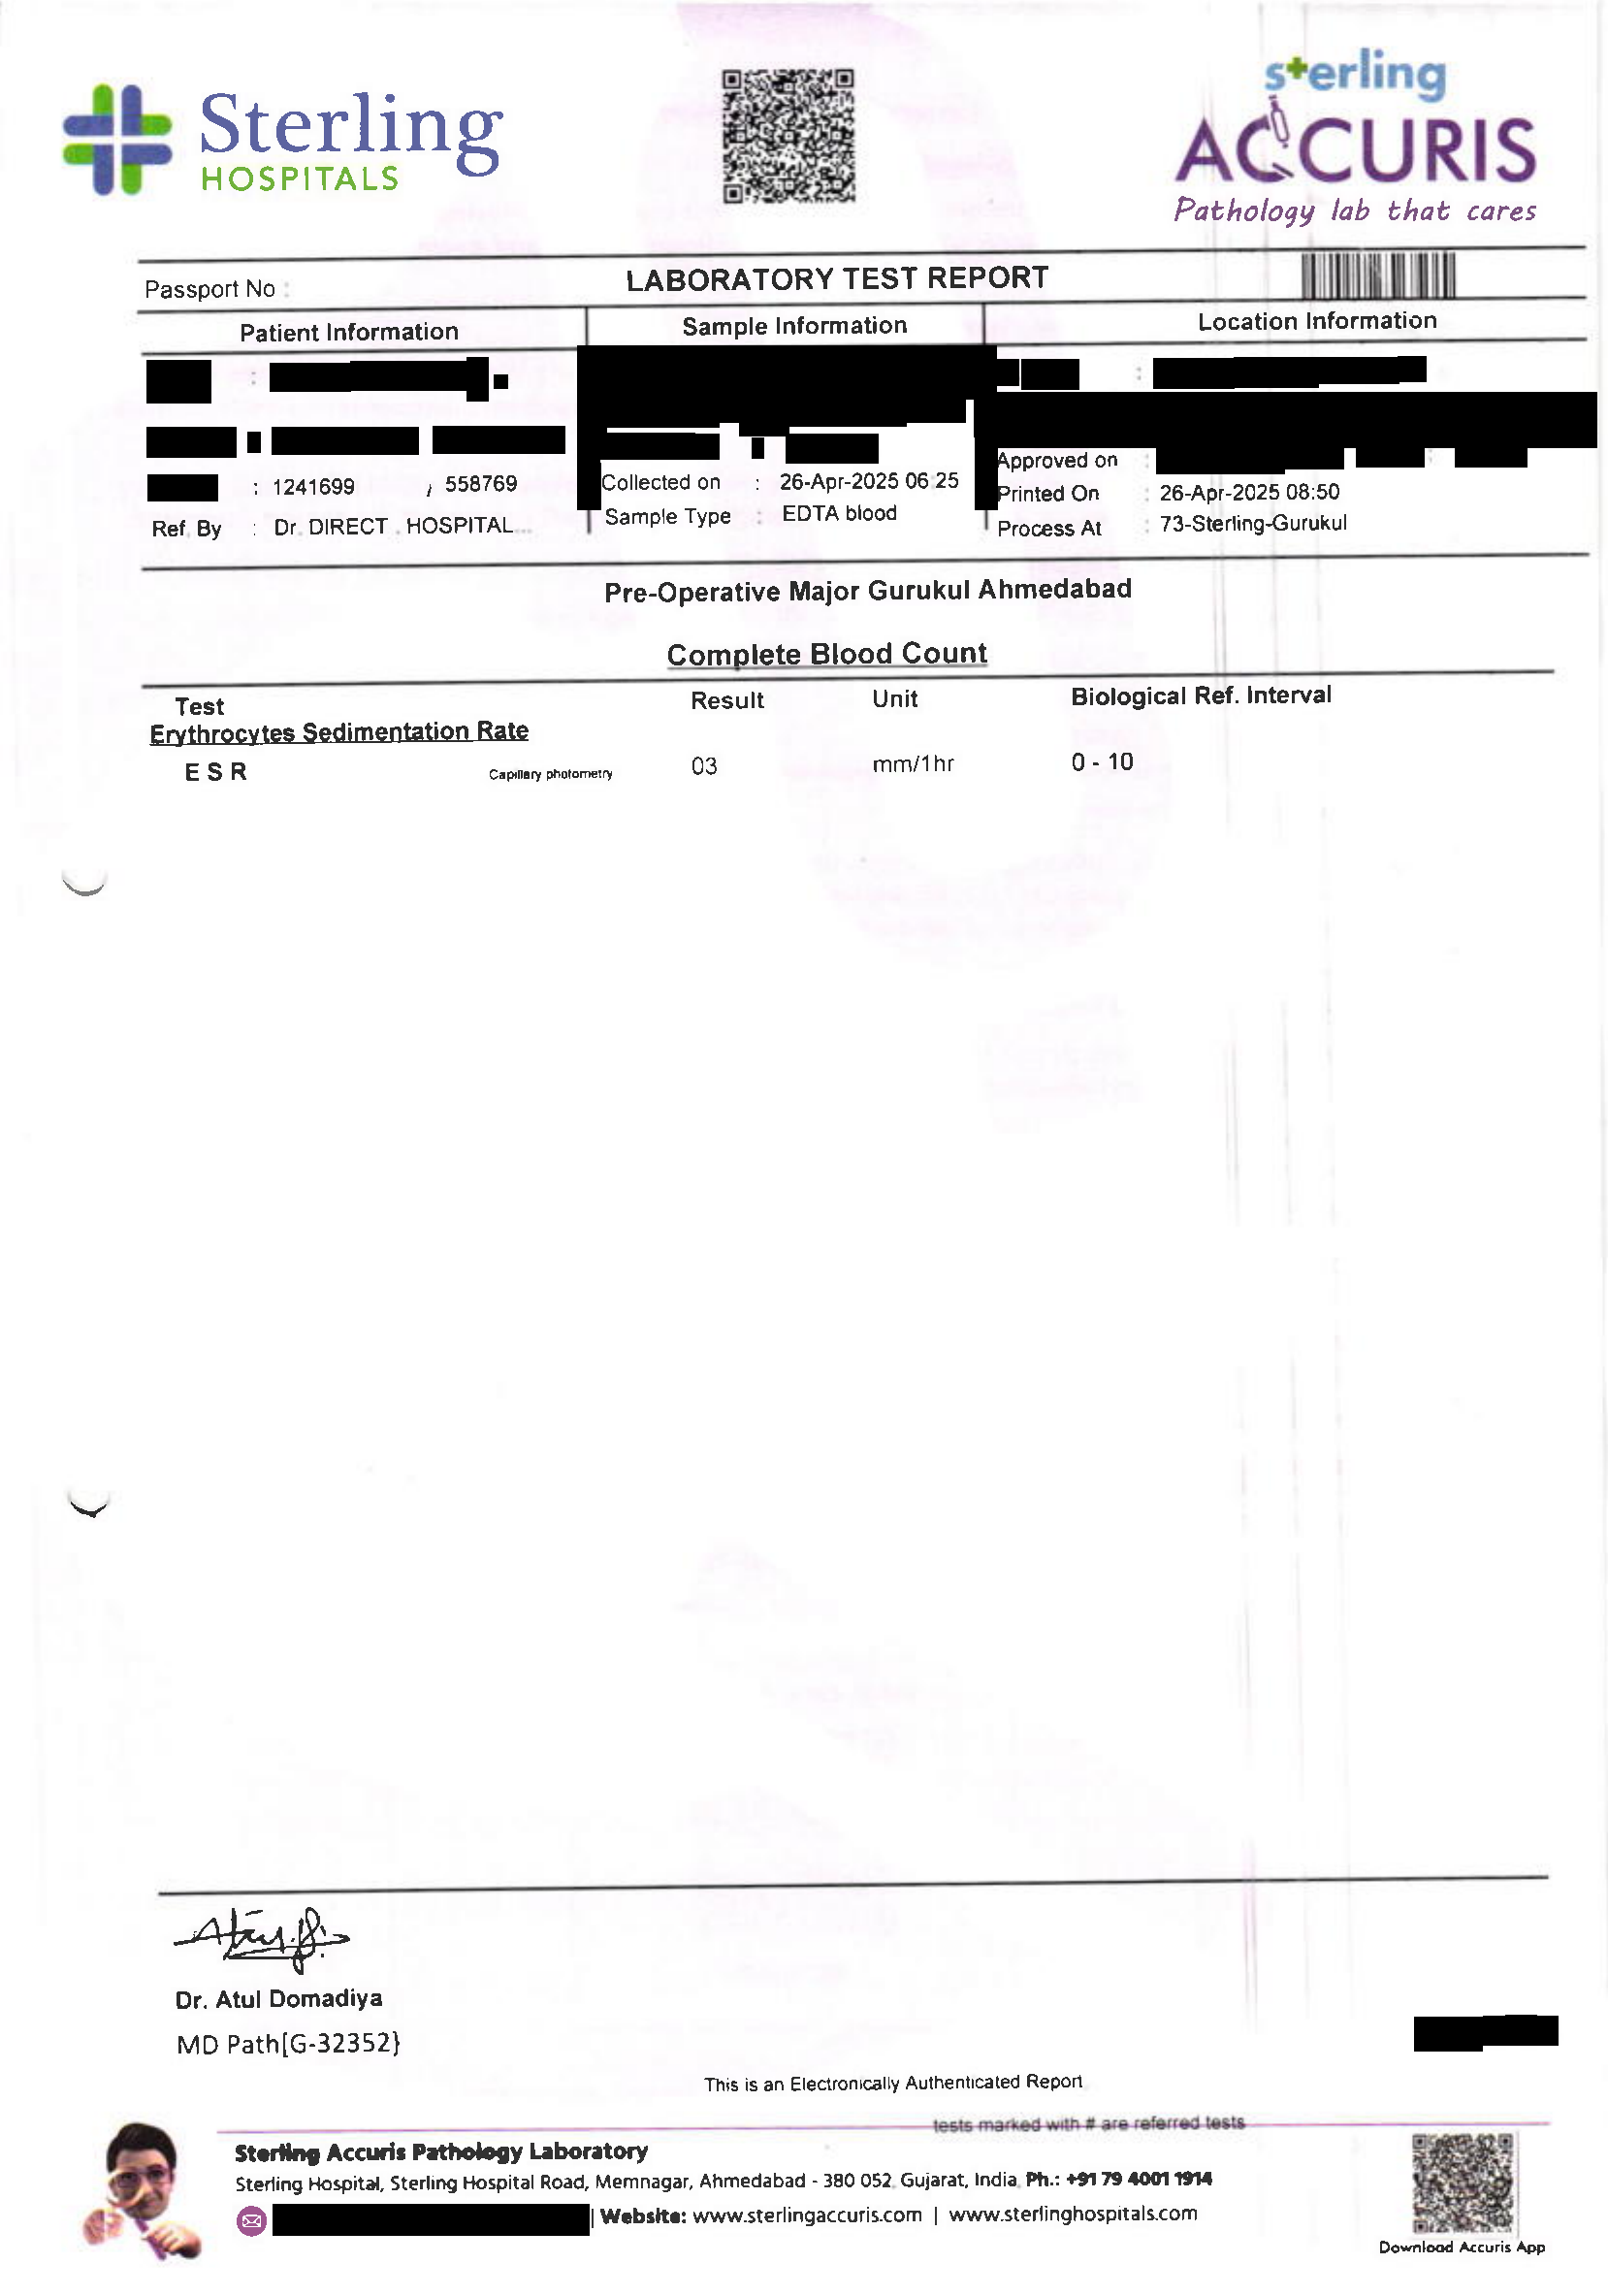 Sterling
HOSPITALS
sterling
ACCURIS
Pathology lab that cares
Passport No :
LABORATORY TEST REPORT
Patient Information
Sample Information
Location Information
Approved on :
: 1241699 / 558769
Collected on : 26-Apr-2025 06:25
Printed On : 26-Apr-2025 08:50
Ref. By : Dr. DIRECT . HOSPITAL...
Sample Type : EDTA blood
Process At : 73-Sterling-Gurukul
Pre-Operative Major Gurukul Ahmedabad
Complete Blood Count
Test Result Unit Biological Ref. Interval
Erythrocytes Sedimentation Rate
E S R Capillary photometry 03 mm/1hr 0 - 10
Dr. Atul Domadiya
MD Path[G-32352}
This is an Electronically Authenticated Report
tests marked with # are referred tests
Sterling Accuris Pathology Laboratory
Sterling Hospital, Sterling Hospital Road, Memnagar, Ahmedabad - 380 052, Gujarat, India, Ph.: +91 79 4001 1914
| Website: www.sterlingaccuris.com | www.sterlinghospitals.com
Download Accuris App